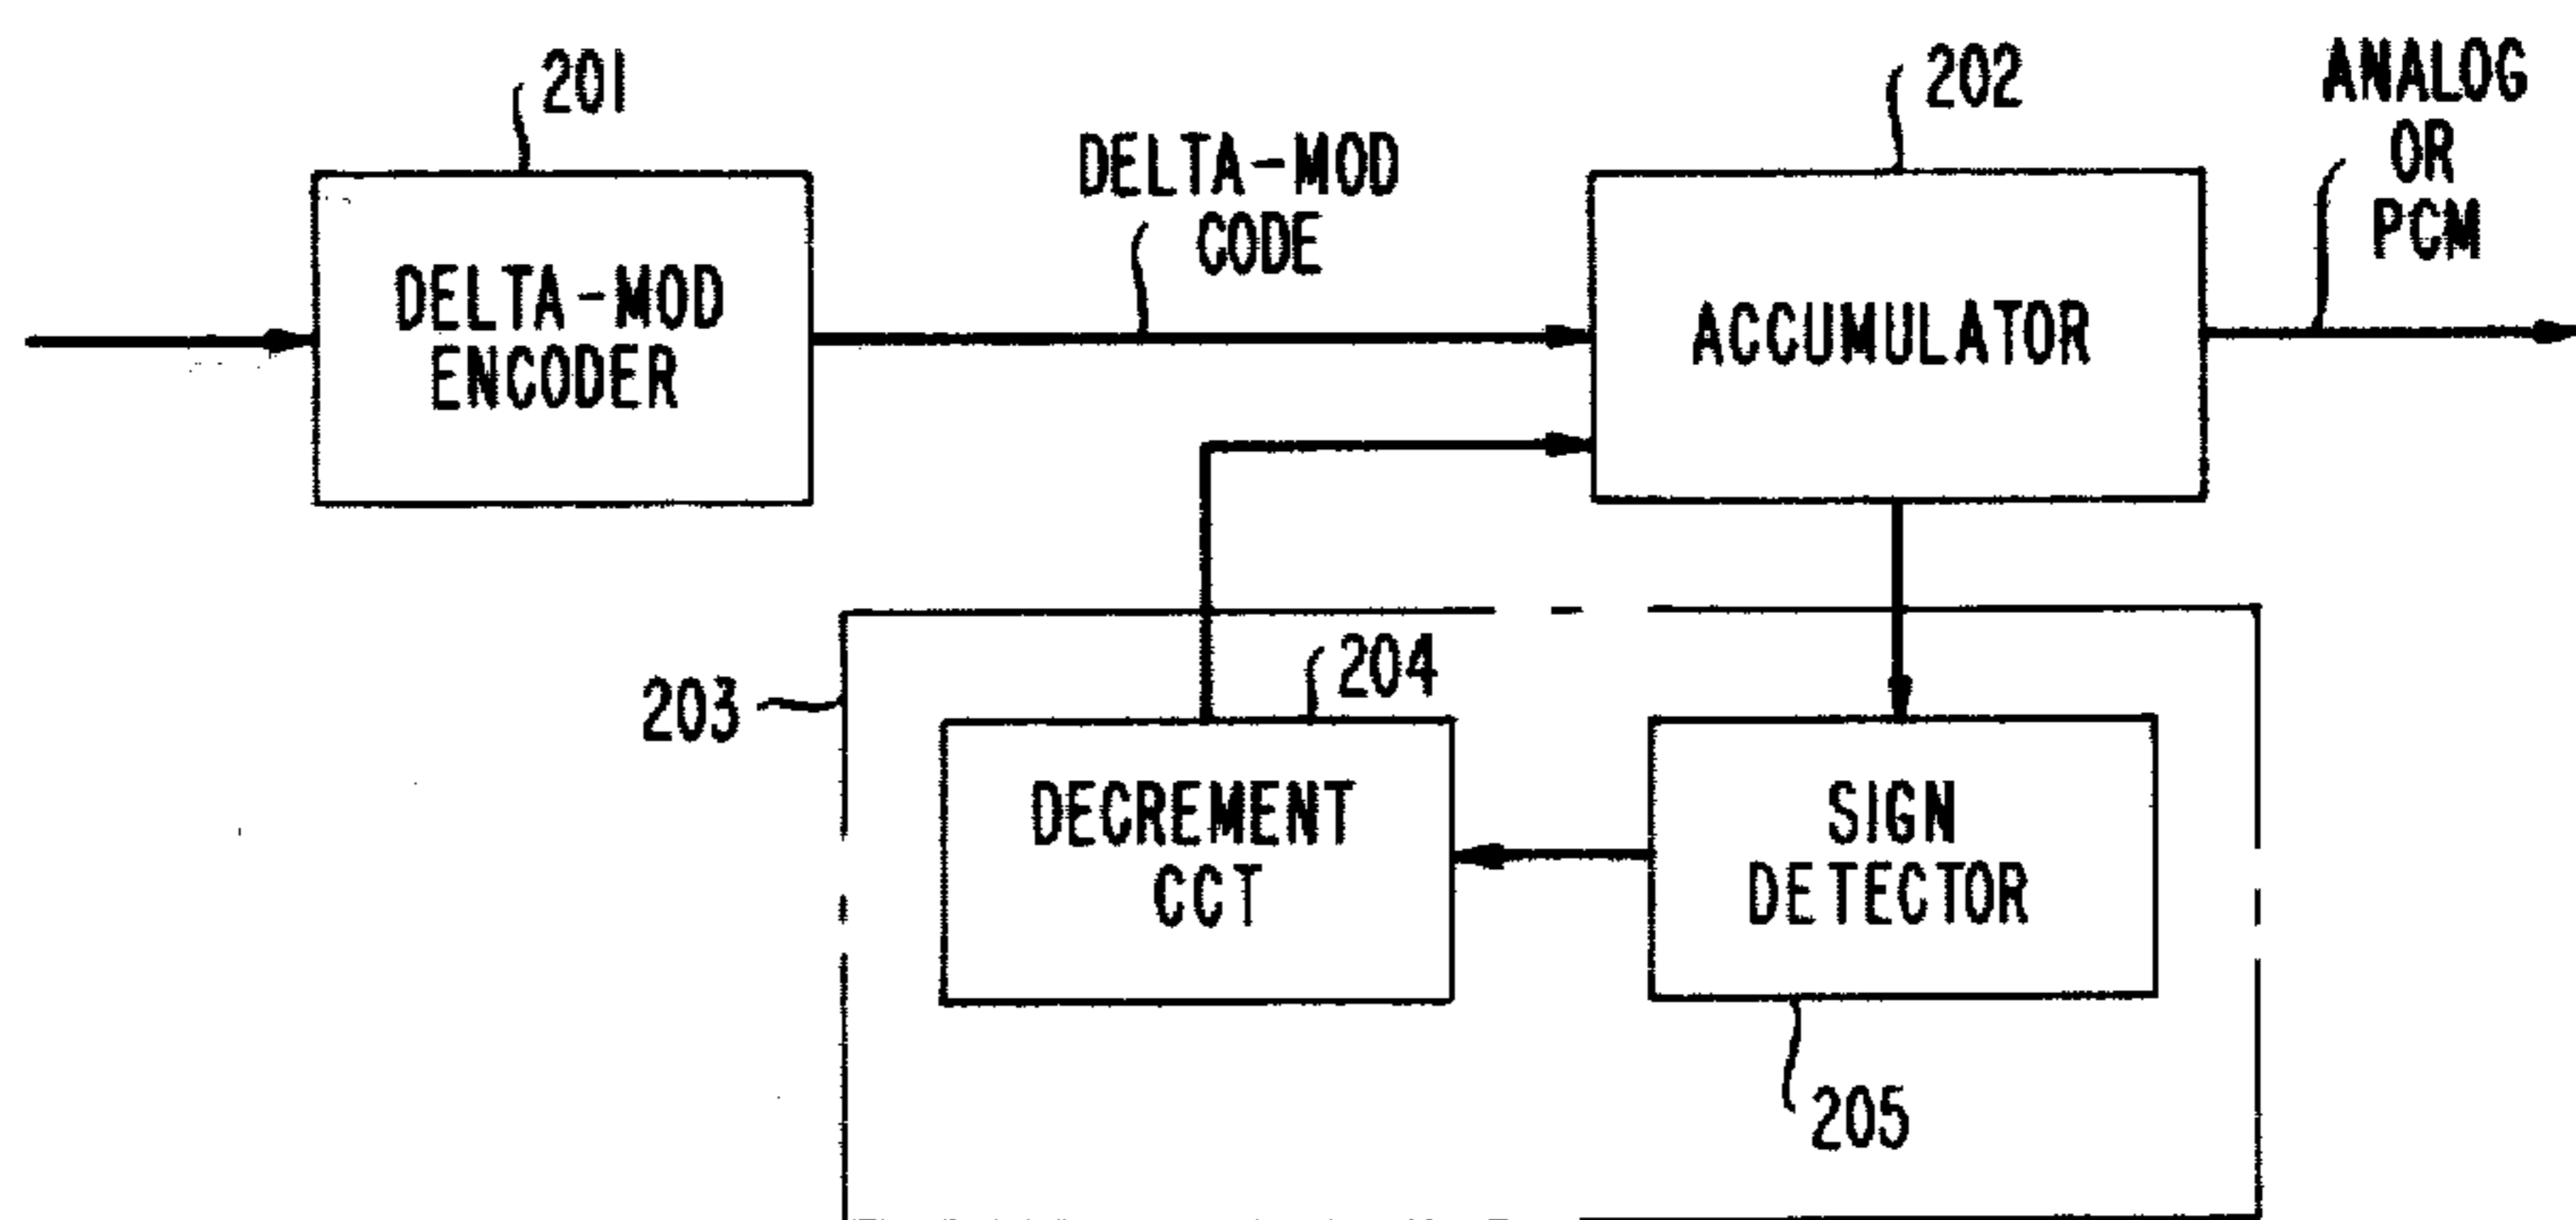 201
202
ANALOG
OR
PCM
DELTA-MOD
CODE
DELTA-MOD
ENCODER
ACCUMULATOR
203
204
DECREMENT
CCT
SIGN
DETECTOR
205